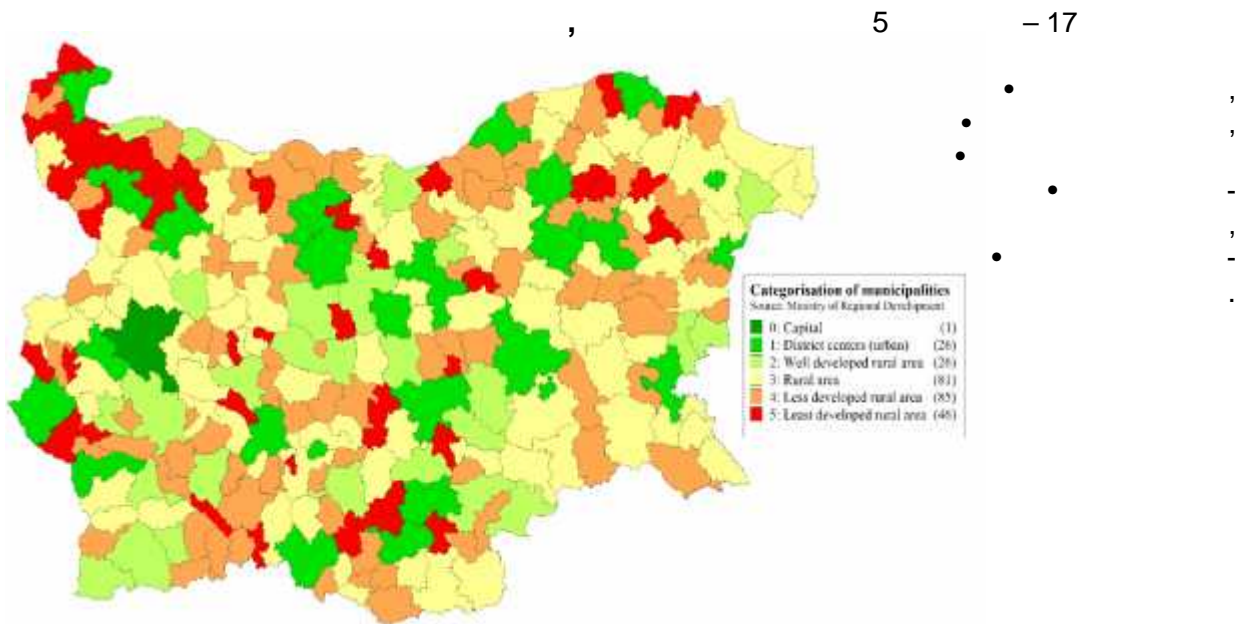 , 5 – 17
• ,
• ,
•
• -
,
• -
.
Categorisation of municipalities
Source: Ministry of Regional Development
0: Capital (1)
1: District centers (urban) (26)
2: Well developed rural area (26)
3: Rural area (81)
4: Less developed rural area (85)
5: Least developed rural area (46)